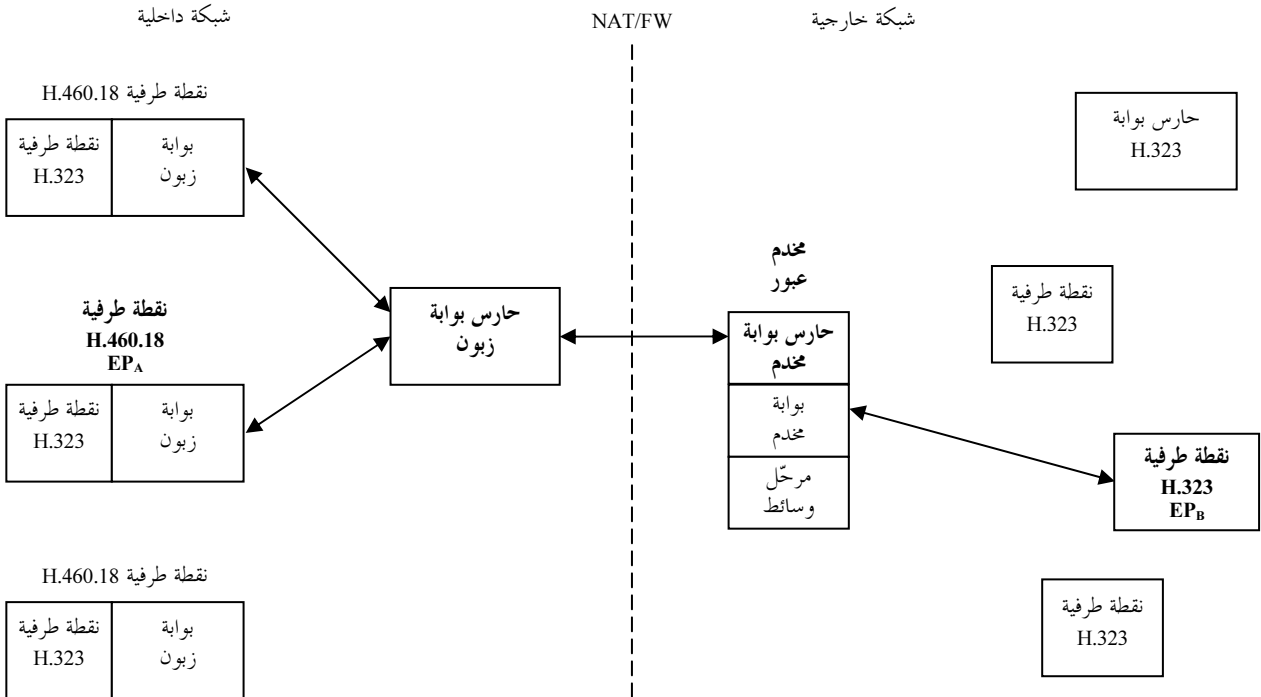 شبكة داخلية
NAT/FW
شبكة خارجية
نقطة طرفية H.460.18
نقطة طرفية
H.323
بوابة
زبون
حارس بوابة
H.323
نقطة طرفية
H.460.18
EPA
نقطة طرفية
H.323
بوابة
زبون
حارس بوابة
زبون
مخدم
عبور
حارس بوابة
مخدم
بوابة
مخدم
مرحّل
وسائط
نقطة طرفية
H.323
نقطة طرفية
H.323
EPB
نقطة طرفية H.460.18
نقطة طرفية
H.323
بوابة
زبون
نقطة طرفية
H.323